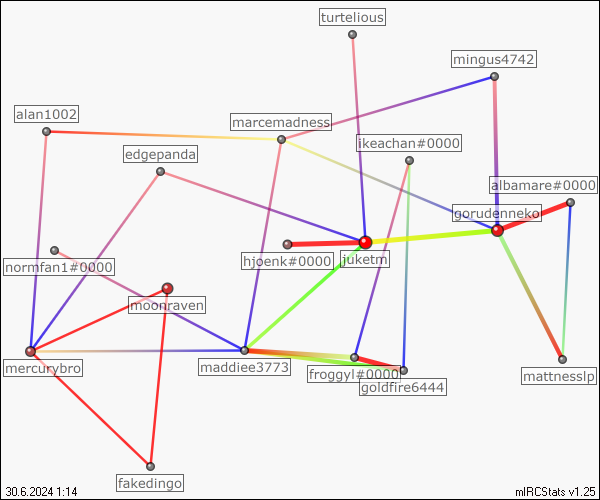 turtelious
mingus4742
alan1002
marcemadness
ikeachan#0000
edgepanda
albamare#0000
gorudenneko
hjoenk#0000
juketm
normfan1#0000
moonraven
mercurybro
maddiee3773
froggyl#0000
goldfire6444
mattnesslp
fakedingo
30.6.2024 1:14
mIRCStats v1.25